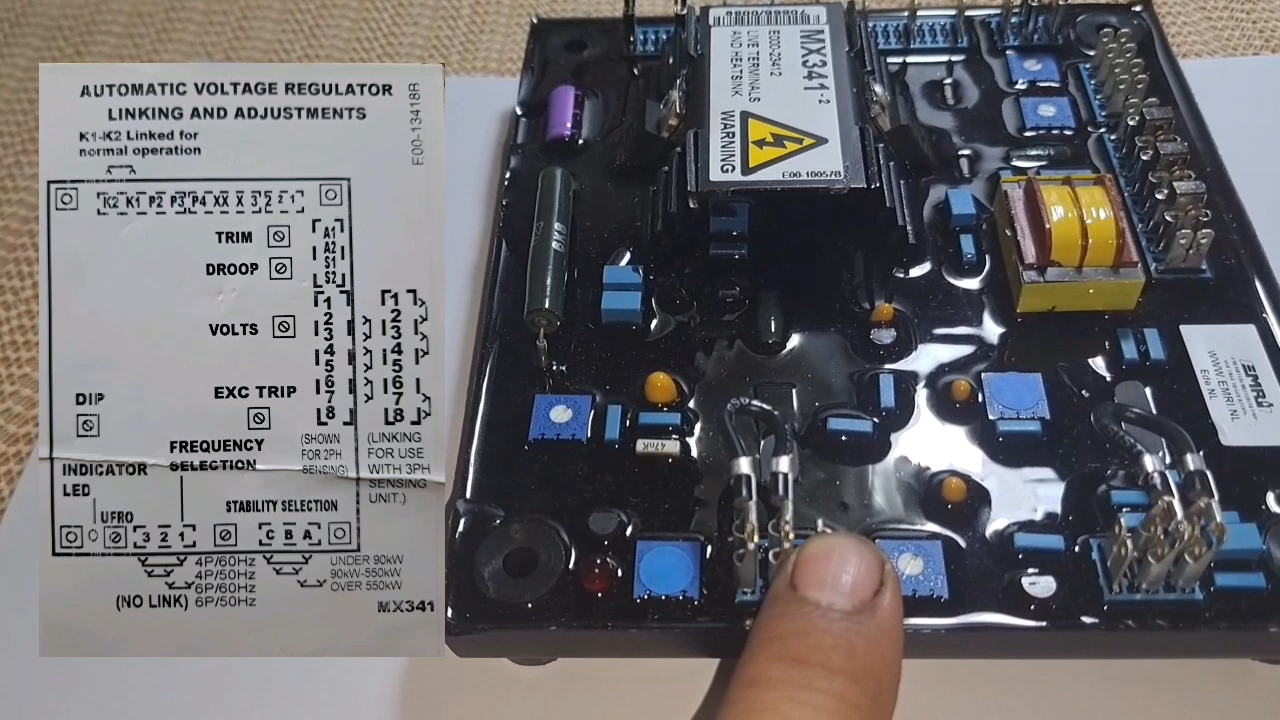 AUTOMATIC VOLTAGE REGULATOR
LINKING AND ADJUSTMENTS
E00-13418R
K1-K2 Linked for
normal operation
K2 K1 P2 P3 P4 XX X 3 2 2 1
TRIM
DROOP
VOLTS
EXC TRIP
DIP
A1
A2
S1
S2
1 1
2 2
3 3
4 4
5 5
6 6
7 7
8 8
(SHOWN
FOR 2PH
SENSING)
(LINKING
FOR USE
WITH 3PH
SENSING
UNIT.)
FREQUENCY
SELECTION
INDICATOR
LED
UFRO
STABILITY SELECTION
3 2 1
C B A
4P/60Hz UNDER 90kW
4P/50Hz 90kW-550kW
6P/60Hz OVER 550kW
(NO LINK) 6P/50Hz
MX341
MX341-2
E000-23412
LIVE TERMINALS
AND HEATSINK
WARNING
E00-10057B
BKB
47nK
EMRI
WWW.EMRI.NL
Ede NL